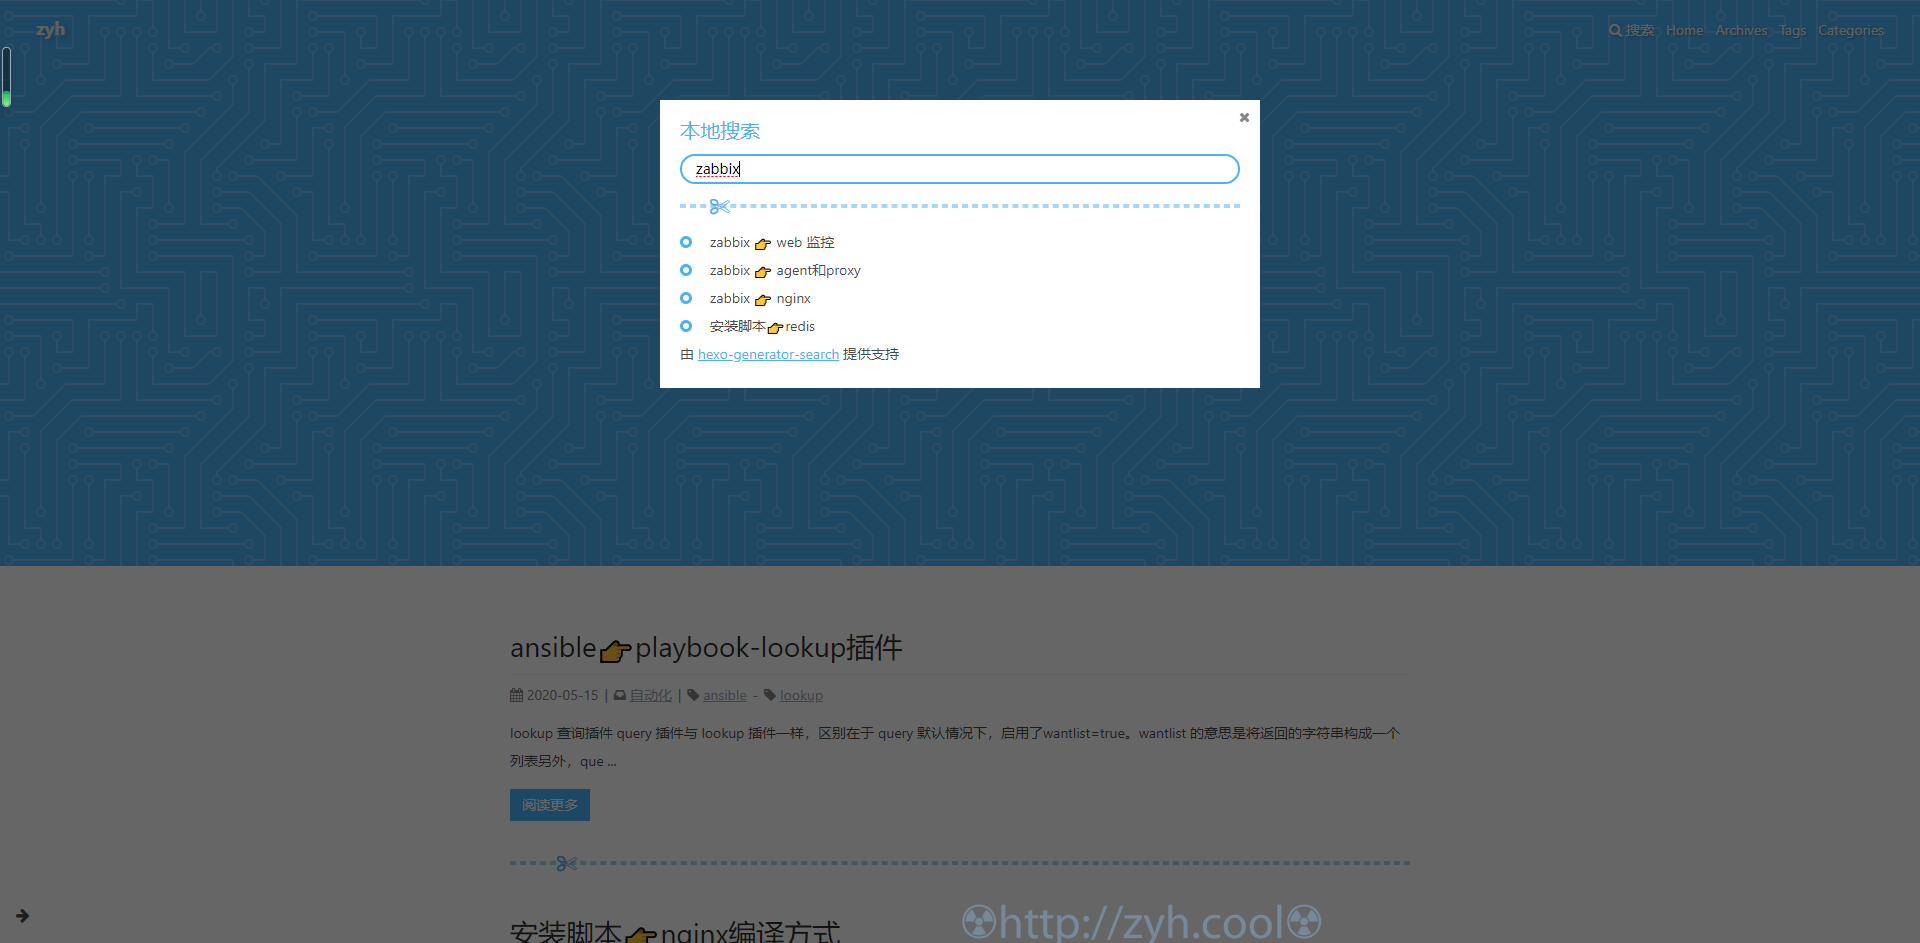 zyh
搜索 Home Archives Tags Categories
本地搜索
zabbix
zabbix 👉 web 监控
zabbix 👉 agent和proxy
zabbix 👉 nginx
安装脚本👉redis
由 hexo-generator-search 提供支持
ansible👉playbook-lookup插件
2020-05-15 | 自动化 | ansible - lookup
lookup 查询插件 query 插件与 lookup 插件一样，区别在于 query 默认情况下，启用了wantlist=true。wantlist 的意思是将返回的字符串构成一个
列表另外，que ...
阅读更多
安装脚本👉nginx编译方式
☢http://zyh.cool☢